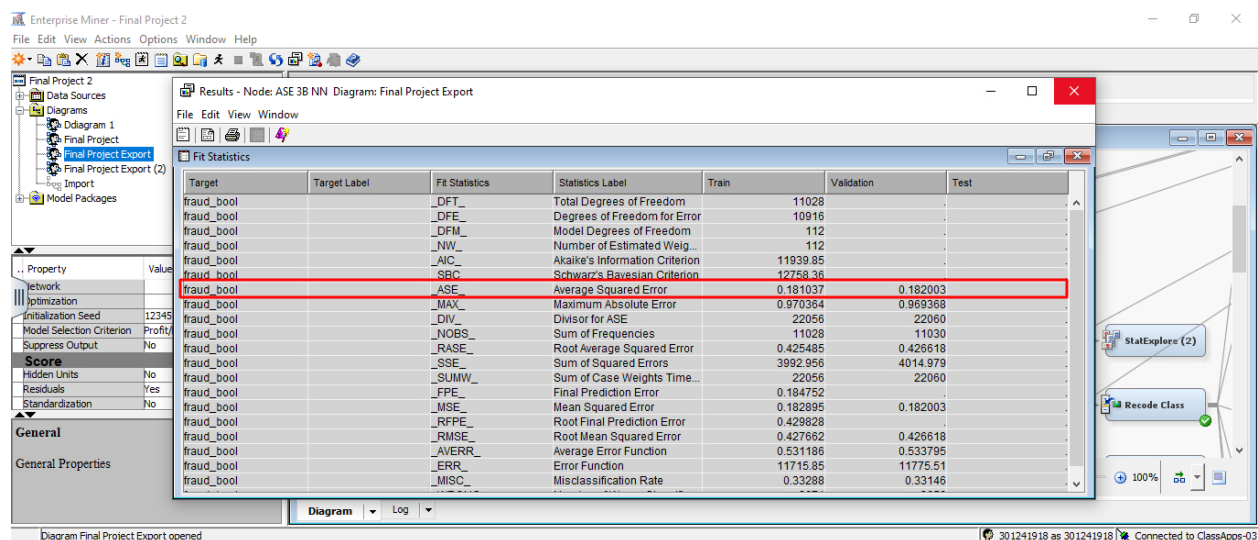 Enterprise Miner - Final Project 2
File Edit View Actions Options Window Help
Final Project 2
Data Sources
Diagrams
Ddiagram 1
Final Project
Final Project Export
Final Project Export (2)
Import
Model Packages
.. Property Value
Network
Optimization
Initialization Seed 12345
Model Selection Criterion Profit/
Suppress Output No
Score
Hidden Units No
Residuals Yes
Standardization No
General
General Properties
Results - Node: ASE 3B NN Diagram: Final Project Export
File Edit View Window
Fit Statistics
Target Target Label Fit Statistics Statistics Label Train Validation Test
fraud_bool _DFT_ Total Degrees of Freedom 11028 . .
fraud_bool _DFE_ Degrees of Freedom for Error 10916 . .
fraud_bool _DFM_ Model Degrees of Freedom 112 . .
fraud_bool _NW_ Number of Estimated Weig... 112 . .
fraud_bool _AIC_ Akaike's Information Criterion 11939.85 . .
fraud_bool _SBC_ Schwarz's Bayesian Criterion 12758.36 . .
fraud_bool _ASE_ Average Squared Error 0.181037 0.182003 .
fraud_bool _MAX_ Maximum Absolute Error 0.970364 0.969368 .
fraud_bool _DIV_ Divisor for ASE 22056 22060 .
fraud_bool _NOBS_ Sum of Frequencies 11028 11030 .
fraud_bool _RASE_ Root Average Squared Error 0.425485 0.426618 .
fraud_bool _SSE_ Sum of Squared Errors 3992.956 4014.979 .
fraud_bool _SUMW_ Sum of Case Weights Time... 22056 22060 .
fraud_bool _FPE_ Final Prediction Error 0.184752 . .
fraud_bool _MSE_ Mean Squared Error 0.182895 0.182003 .
fraud_bool _RFPE_ Root Final Prediction Error 0.429828 . .
fraud_bool _RMSE_ Root Mean Squared Error 0.427662 0.426618 .
fraud_bool _AVERR_ Average Error Function 0.531186 0.533795 .
fraud_bool _ERR_ Error Function 11715.85 11775.51 .
fraud_bool _MISC_ Misclassification Rate 0.33288 0.33146 .
StatExplore (2)
Recode Class
100%
Diagram Log
Diagram Final Project Export opened
301241918 as 301241918 Connected to ClassApps-03